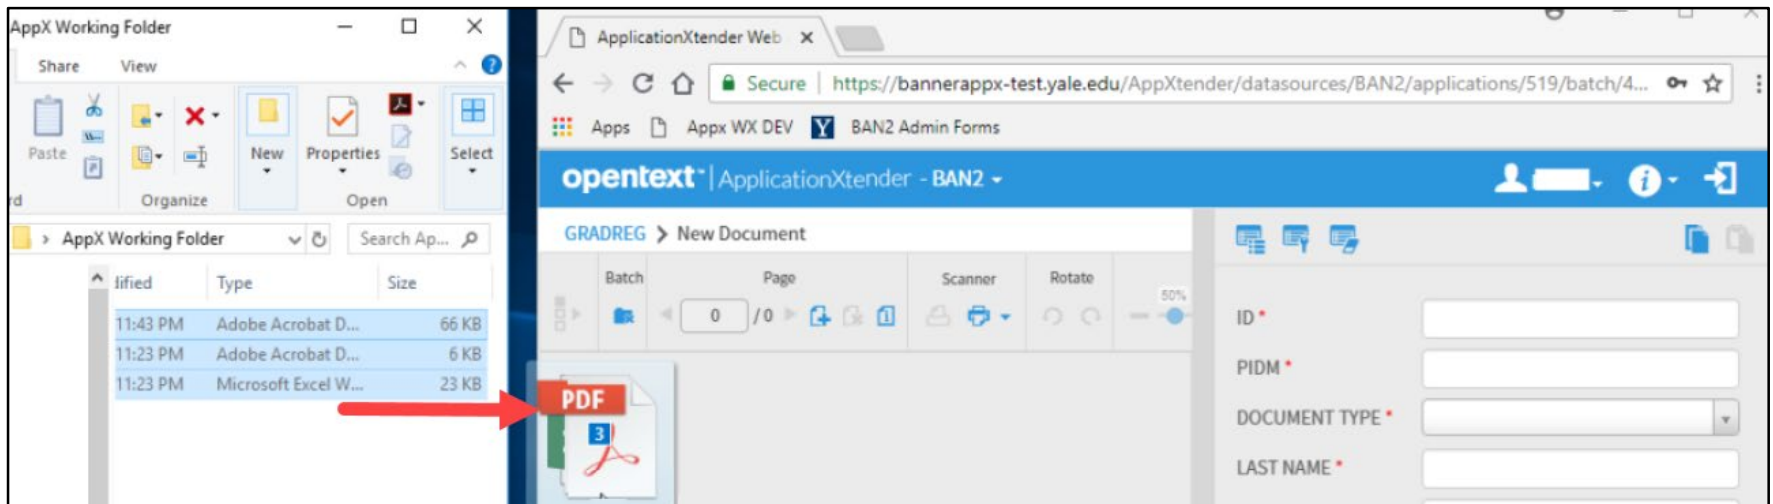 AppX Working Folder
Share View
Paste
New
Properties
Select
Organize
Open
AppX Working Folder
Search Ap...
Type
Size
11:43 PM Adobe Acrobat D... 66 KB
11:23 PM Adobe Acrobat D... 6 KB
11:23 PM Microsoft Excel W... 23 KB
ApplicationXtender Web
Secure https://bannerappx-test.yale.edu/AppXtender/datasources/BAN2/applications/519/batch/4...
Apps Appx WX DEV Y BAN2 Admin Forms
opentext™ | ApplicationXtender - BAN2
GRADREG > New Document
Batch Page Scanner Rotate
50%
0 / 0
PDF
3
ID *
PIDM *
DOCUMENT TYPE *
LAST NAME *